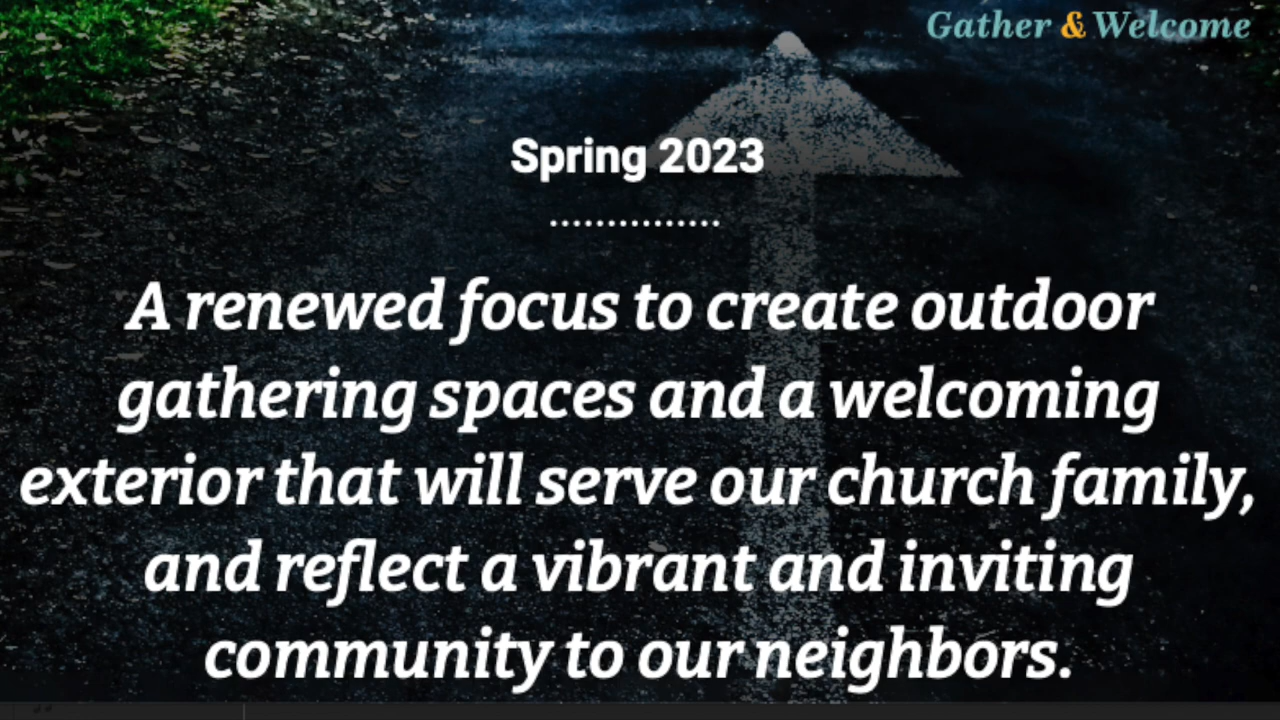 Gather & Welcome
Spring 2023
A renewed focus to create outdoor
gathering spaces and a welcoming
exterior that will serve our church family,
and reflect a vibrant and inviting
community to our neighbors.